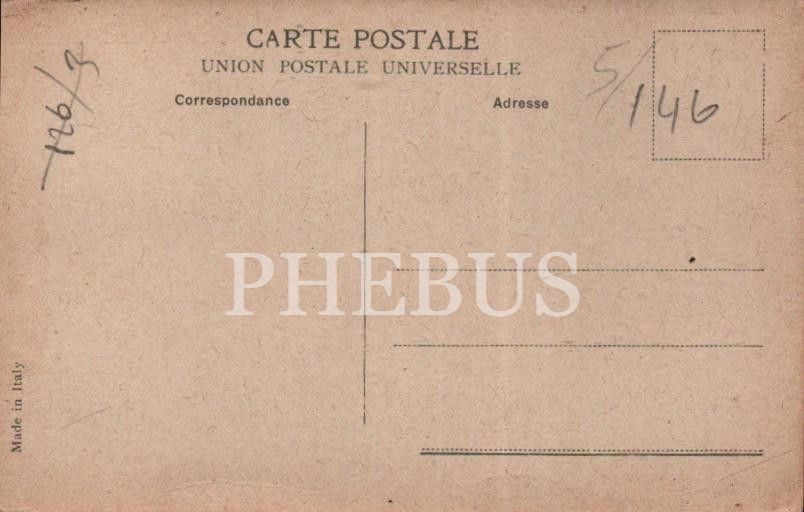 CARTE POSTALE
UNION POSTALE UNIVERSELLE
Correspondance
Adresse
5/146
126/3
PHEBUS
Made in Italy